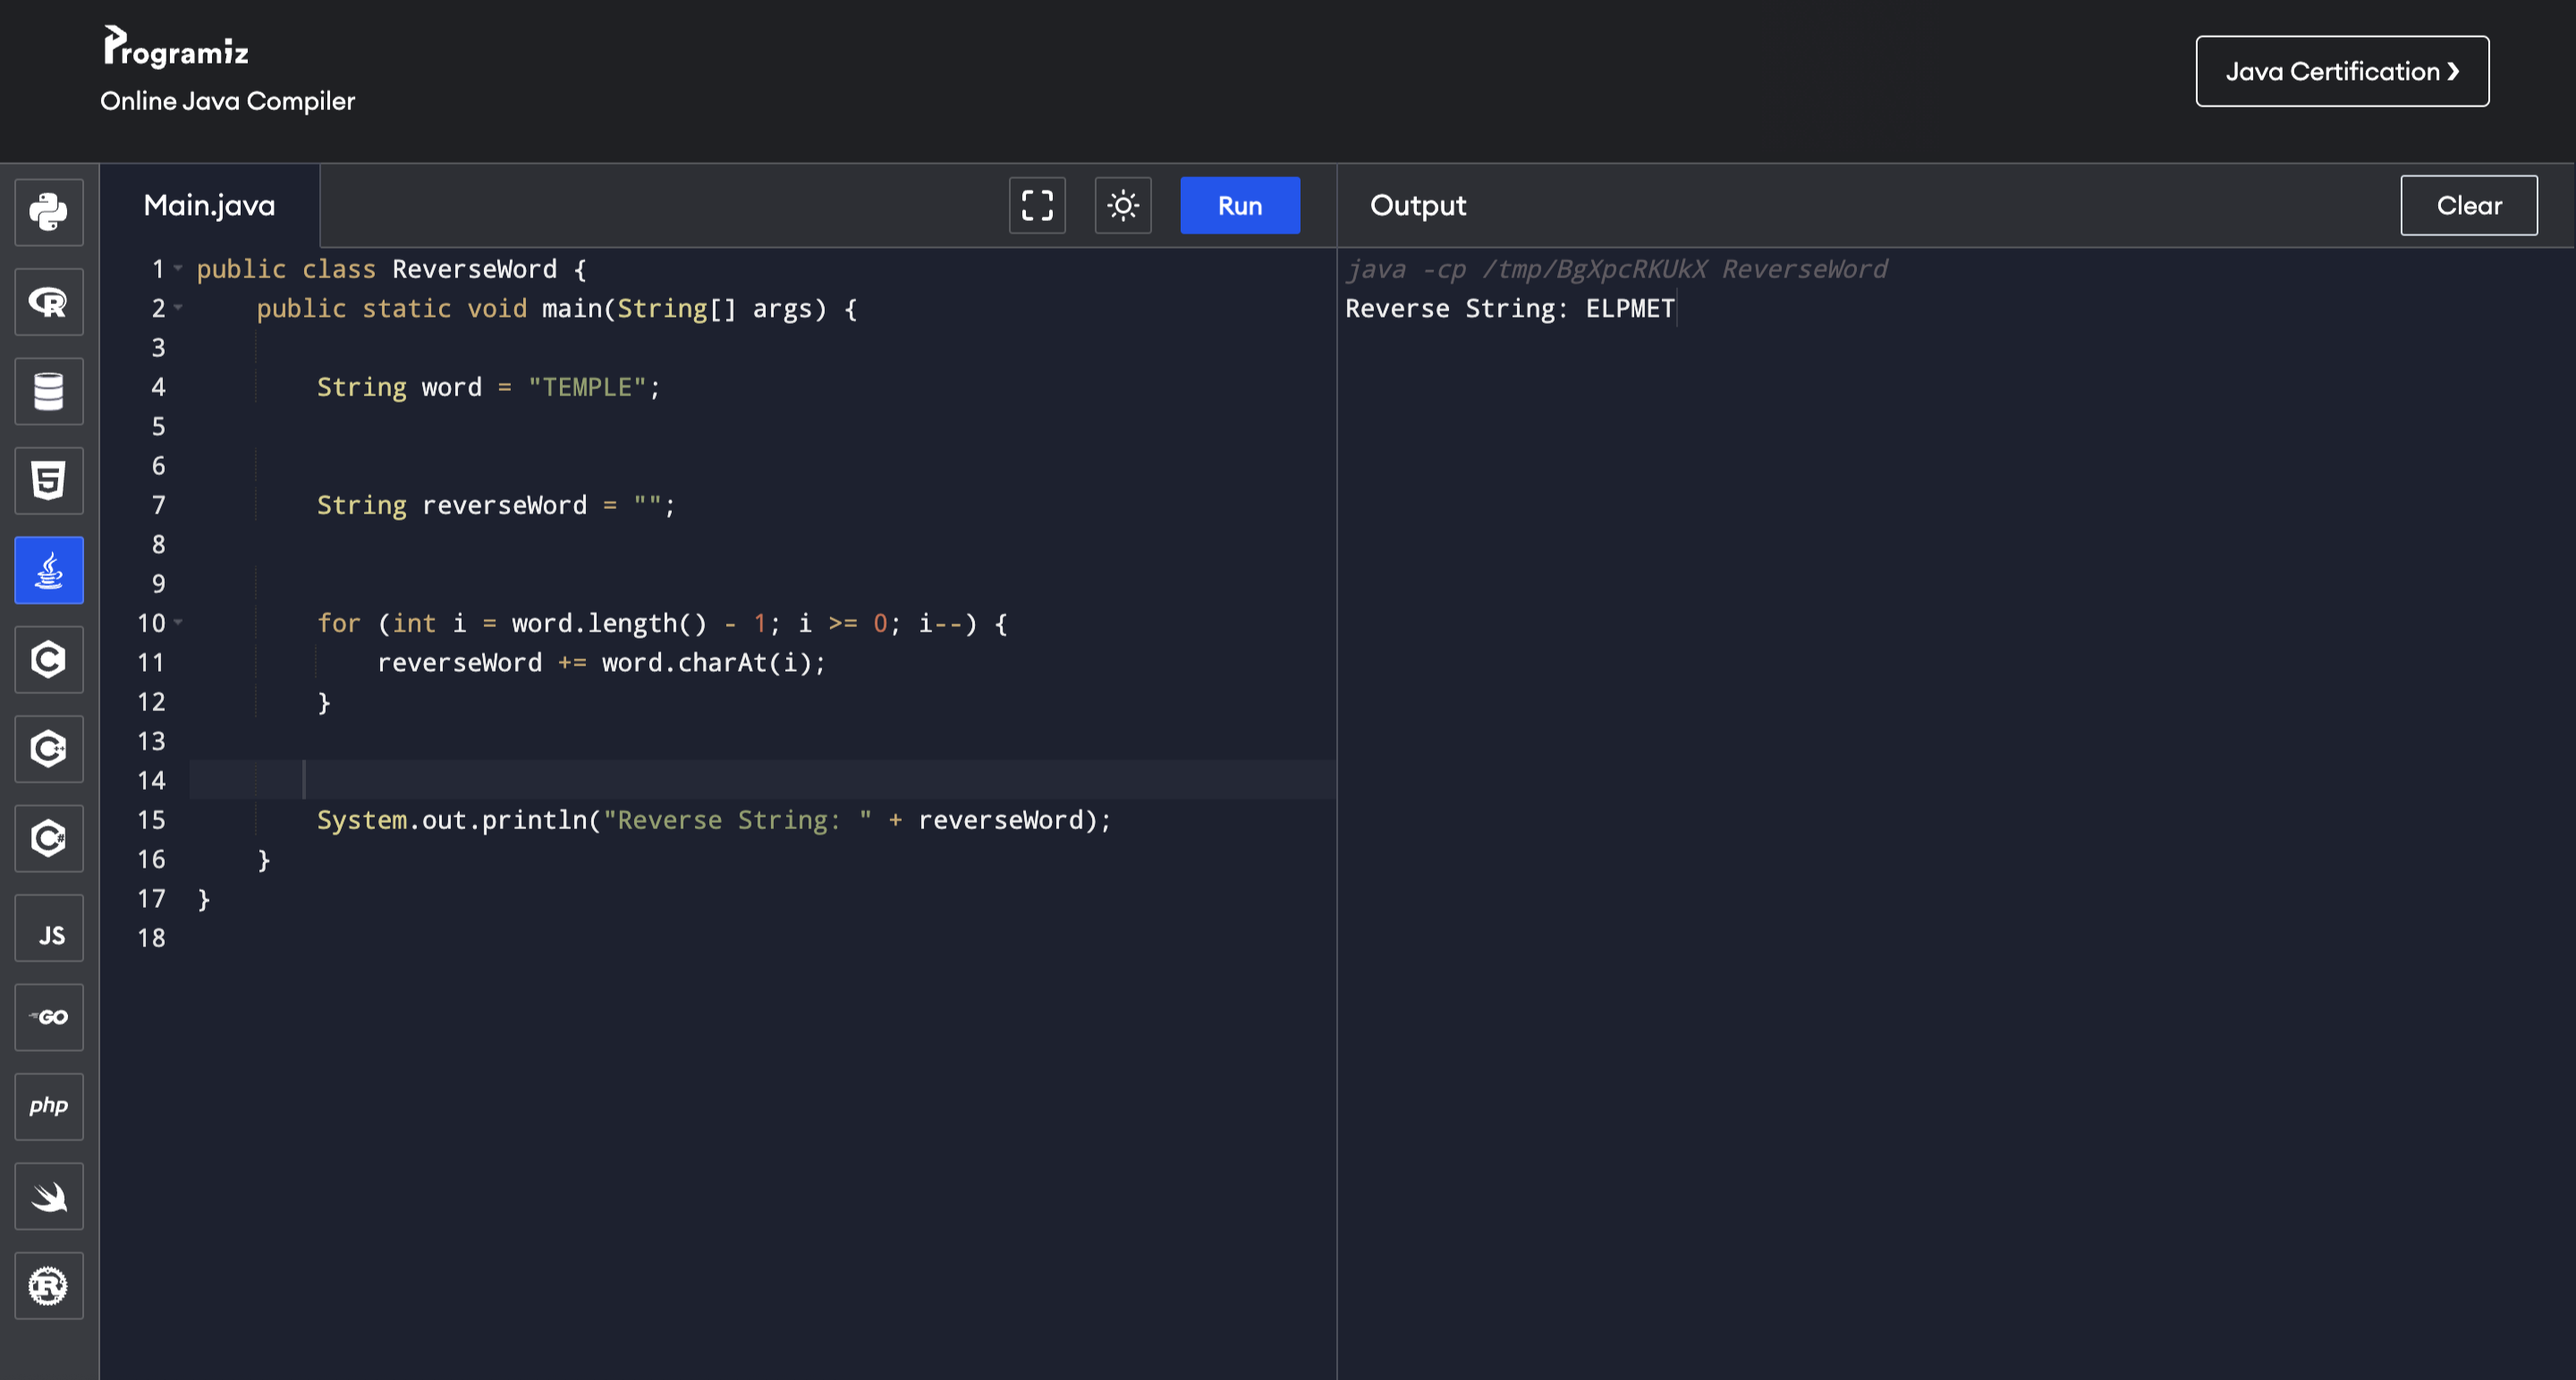 Programiz
Online Java Compiler
Java Certification ❯
Main.java
Run
Output
Clear
1 public class ReverseWord {
2     public static void main(String[] args) {
3
4         String word = "TEMPLE";
5
6
7         String reverseWord = "";
8
9
10         for (int i = word.length() - 1; i >= 0; i--) {
11             reverseWord += word.charAt(i);
12         }
13
14
15         System.out.println("Reverse String: " + reverseWord);
16     }
17 }
18
java -cp /tmp/BgXpcRKUkX ReverseWord
Reverse String: ELPMET
R
5
C
C++
C#
JS
GO
php
R